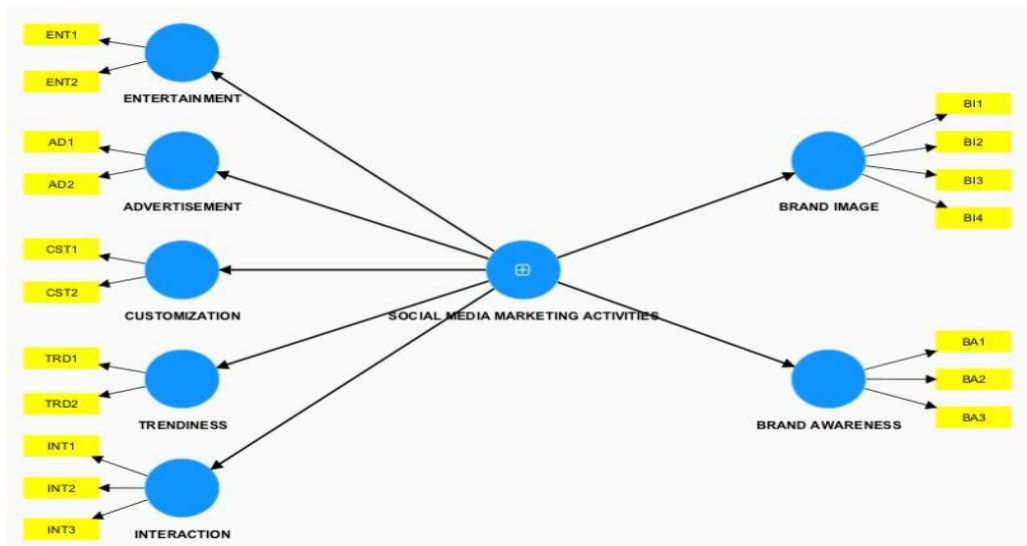 ENT1
ENT2
ENTERTAINMENT
AD1
AD2
ADVERTISEMENT
CST1
CST2
CUSTOMIZATION
TRD1
TRD2
TRENDINESS
INT1
INT2
INT3
INTERACTION
SOCIAL MEDIA MARKETING ACTIVITIES
BI1
BI2
BI3
BI4
BRAND IMAGE
BA1
BA2
BA3
BRAND AWARENESS